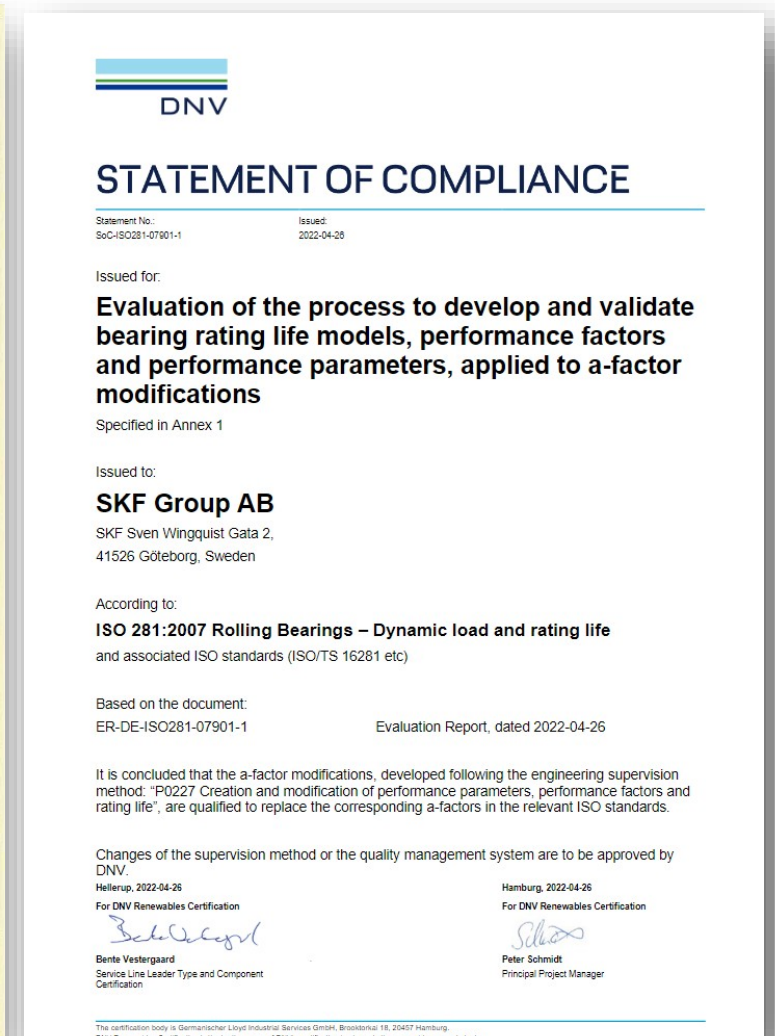 DNV
STATEMENT OF COMPLIANCE
Statement No.:
Issued:
SoC-ISO281-07901-1
2022-04-26
Issued for:
Evaluation of the process to develop and validate
bearing rating life models, performance factors
and performance parameters, applied to a-factor
modifications
Specified in Annex 1
Issued to:
SKF Group AB
SKF Sven Wingquist Gata 2,
41526 Göteborg, Sweden
According to:
ISO 281:2007 Rolling Bearings – Dynamic load and rating life
and associated ISO standards (ISO/TS 16281 etc)
Based on the document:
ER-DE-ISO281-07901-1
Evaluation Report, dated 2022-04-26
It is concluded that the a-factor modifications, developed following the engineering supervision
method: “P0227 Creation and modification of performance parameters, performance factors and
rating life”, are qualified to replace the corresponding a-factors in the relevant ISO standards.
Changes of the supervision method or the quality management system are to be approved by
DNV.
Hellerup, 2022-04-26
For DNV Renewables Certification
Bente Vestergaard
Service Line Leader Type and Component
Certification
Hamburg, 2022-04-26
For DNV Renewables Certification
Peter Schmidt
Principal Project Manager
The certification body is Germanischer Lloyd Industrial Services GmbH, Brooktorkai 18, 20457 Hamburg.